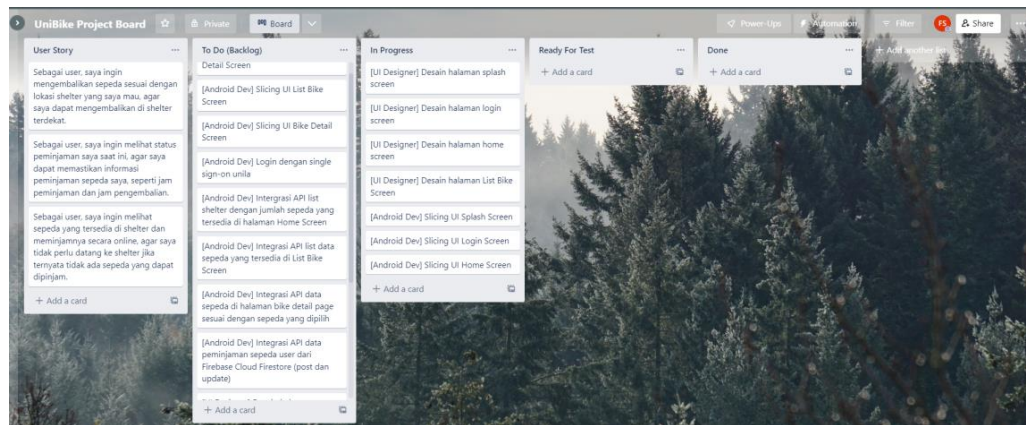 UniBike Project Board
Private
Board
Power-Ups
Automation
Filter
FS
Share
User Story
Sebagai user, saya ingin
mengembalikan sepeda sesuai dengan
lokasi shelter yang saya mau, agar
saya dapat mengembalikan di shelter
terdekat.
Sebagai user, saya ingin melihat status
peminjaman saya saat ini, agar saya
dapat memastikan informasi
peminjaman sepeda saya, seperti jam
peminjaman dan jam pengembalian.
Sebagai user, saya ingin melihat
sepeda yang tersedia di shelter dan
meminjamnya secara online, agar saya
tidak perlu datang ke shelter jika
ternyata tidak ada sepeda yang dapat
dipinjam.
+ Add a card
To Do (Backlog)
Detail Screen
[Android Dev] Slicing UI List Bike
Screen
[Android Dev] Slicing UI Bike Detail
Screen
[Android Dev] Login dengan single
sign-on unila
[Android Dev] Intergrasi API list
shelter dengan jumlah sepeda yang
tersedia di halaman Home Screen
[Android Dev] Integrasi API list data
sepeda yang tersedia di List Bike
Screen
[Android Dev] Integrasi API data
sepeda di halaman bike detail page
sesuai dengan sepeda yang dipilih
[Android Dev] Integrasi API data
peminjaman sepeda user dari
Firebase Cloud Firestore (post dan
update)
+ Add a card
In Progress
[UI Designer] Desain halaman splash
screen
[UI Designer] Desain halaman login
screen
[UI Designer] Desain halaman home
screen
[UI Designer] Desain halaman List Bike
Screen
[Android Dev] Slicing UI Splash Screen
[Android Dev] Slicing UI Login Screen
[Android Dev] Slicing UI Home Screen
+ Add a card
Ready For Test
+ Add a card
Done
+ Add a card
+ Add another list